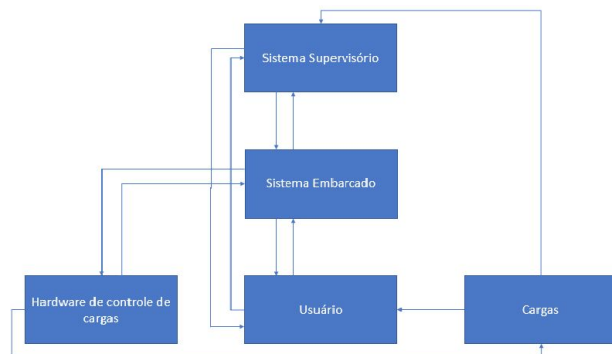 Sistema Supervisório
Sistema Embarcado
Hardware de controle de
cargas
Usuário
Cargas